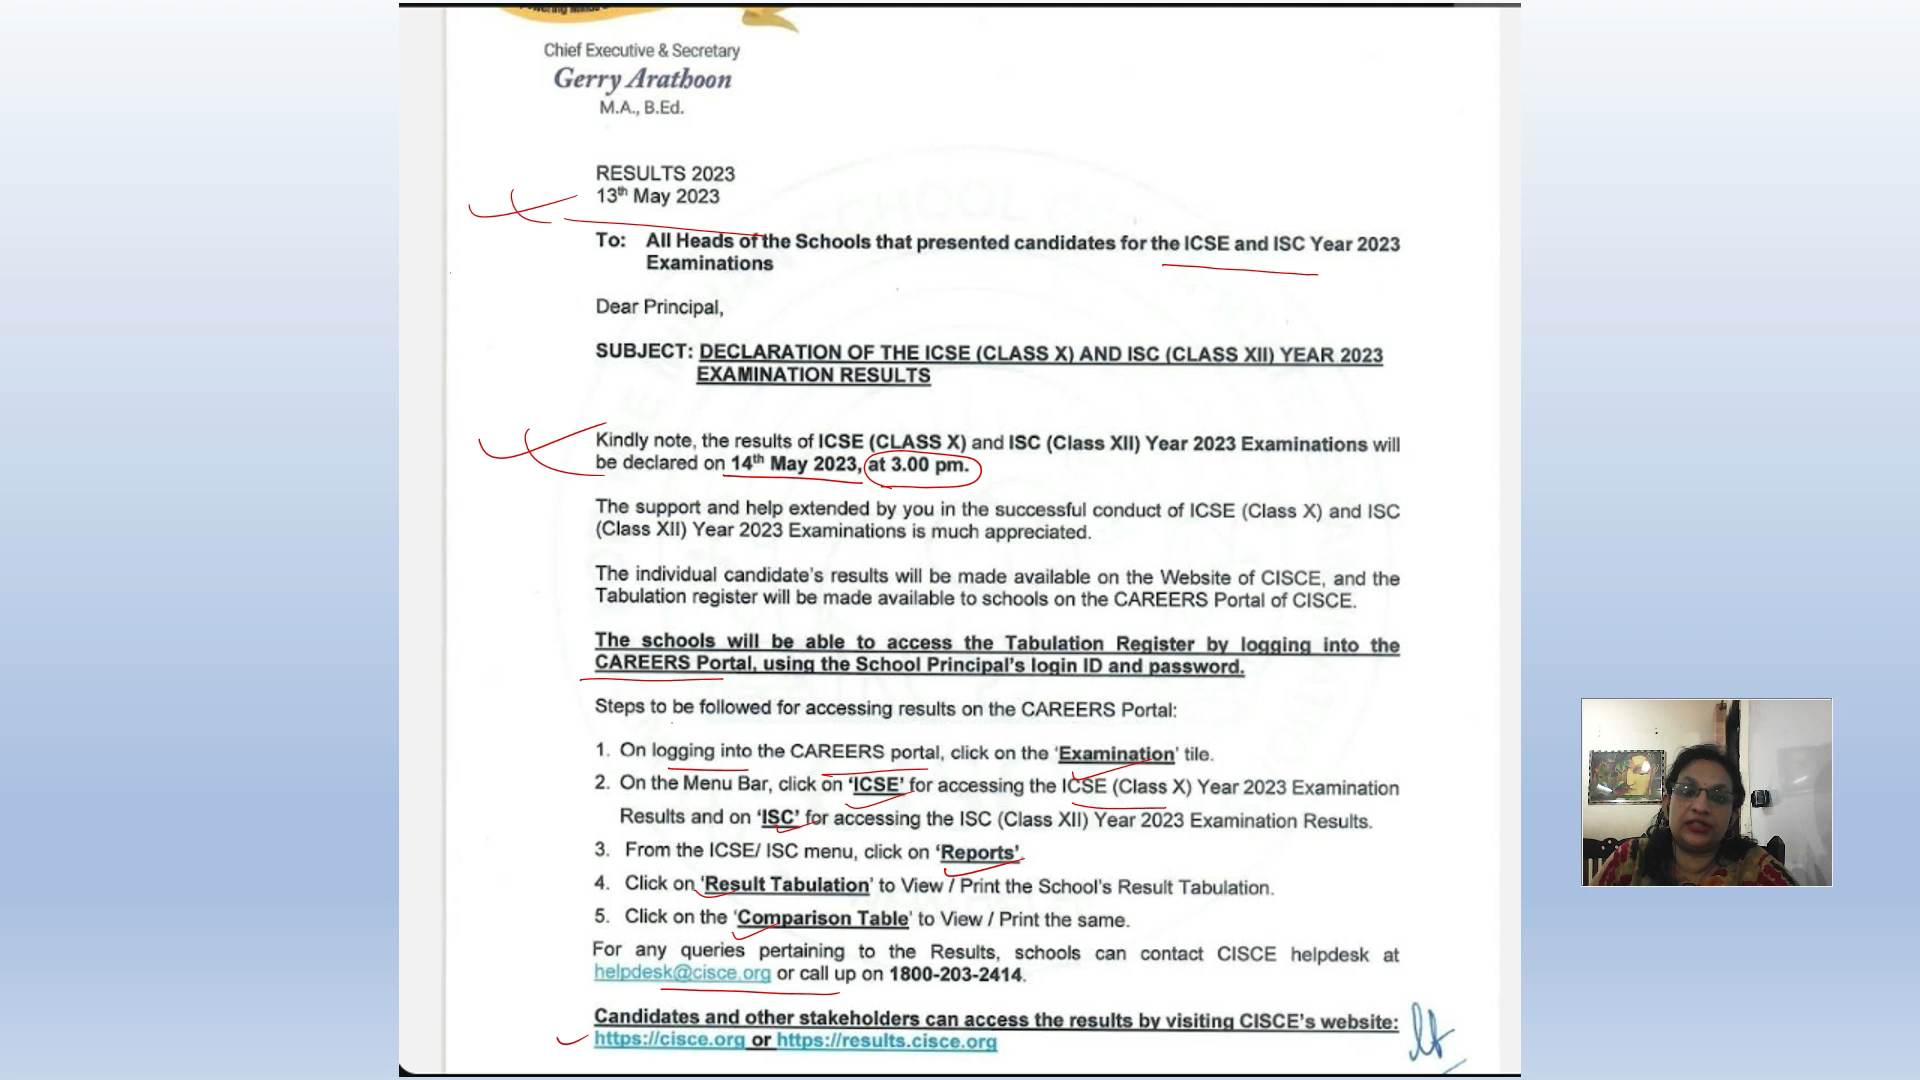 Chief Executive & Secretary
Gerry Arathoon
M.A., B.Ed.
RESULTS 2023
13th May 2023
To: All Heads of the Schools that presented candidates for the ICSE and ISC Year 2023
Examinations
Dear Principal,
SUBJECT: DECLARATION OF THE ICSE (CLASS X) AND ISC (CLASS XII) YEAR 2023
EXAMINATION RESULTS
Kindly note, the results of ICSE (CLASS X) and ISC (Class XII) Year 2023 Examinations will
be declared on 14th May 2023, at 3.00 pm.
The support and help extended by you in the successful conduct of ICSE (Class X) and ISC
(Class XII) Year 2023 Examinations is much appreciated.
The individual candidate's results will be made available on the Website of CISCE, and the
Tabulation register will be made available to schools on the CAREERS Portal of CISCE.
The schools will be able to access the Tabulation Register by logging into the
CAREERS Portal, using the School Principal's login ID and password.
Steps to be followed for accessing results on the CAREERS Portal:
1. On logging into the CAREERS portal, click on the 'Examination' tile.
2. On the Menu Bar, click on 'ICSE' for accessing the ICSE (Class X) Year 2023 Examination
Results and on 'ISC' for accessing the ISC (Class XII) Year 2023 Examination Results.
3. From the ICSE/ ISC menu, click on 'Reports'.
4. Click on 'Result Tabulation' to View / Print the School's Result Tabulation.
5. Click on the 'Comparison Table' to View / Print the same.
For any queries pertaining to the Results, schools can contact CISCE helpdesk at
helpdesk@cisce.org or call up on 1800-203-2414.
Candidates and other stakeholders can access the results by visiting CISCE's website:
https://cisce.org or https://results.cisce.org